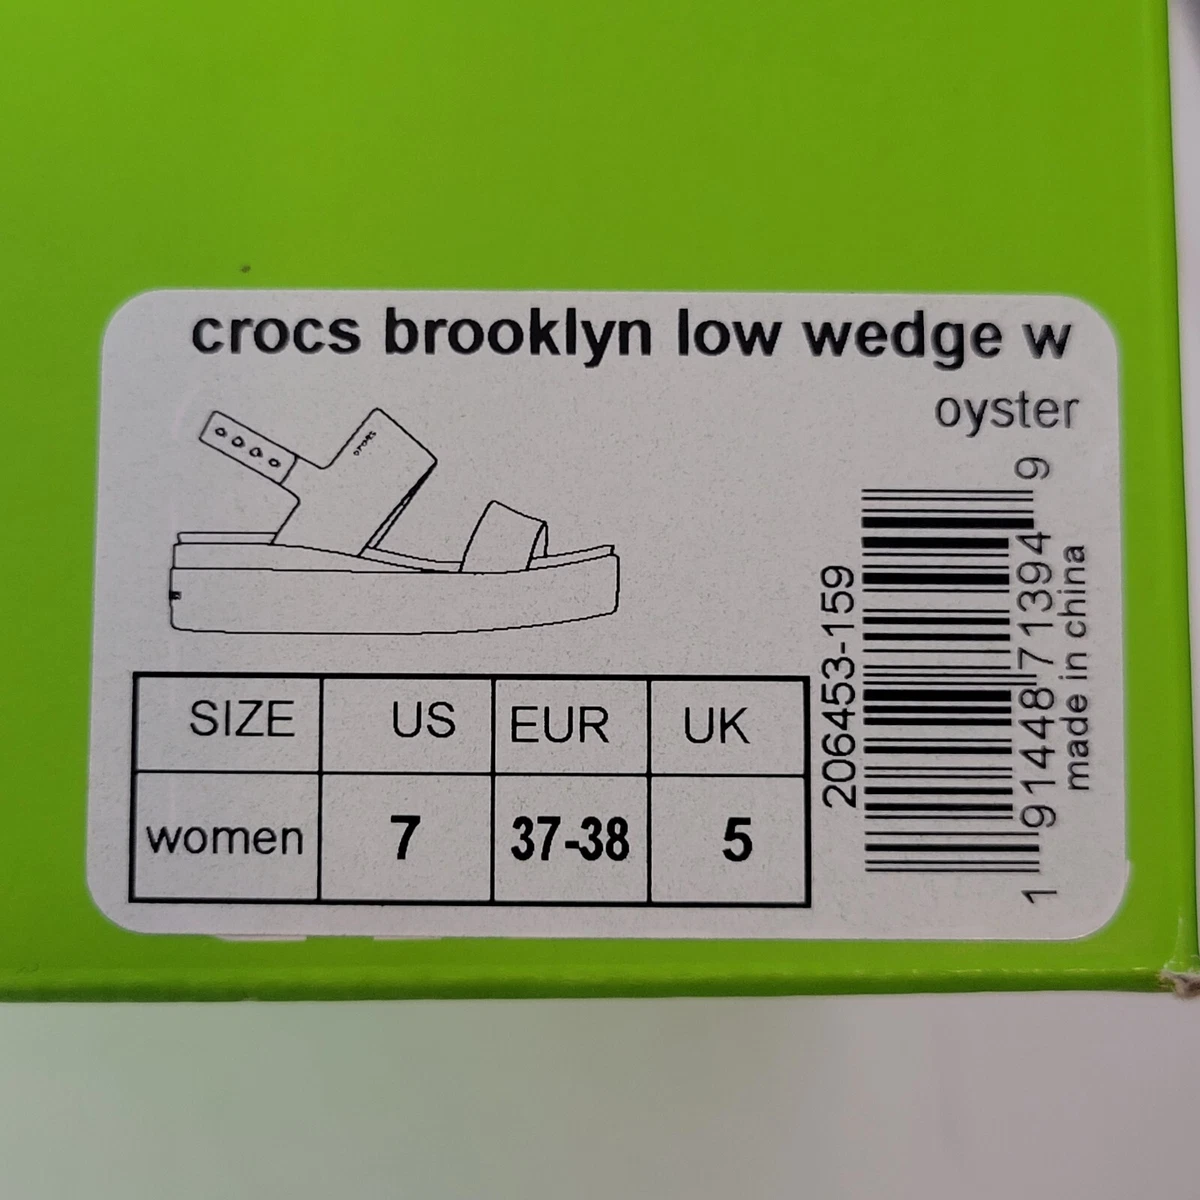 crocs brooklyn low wedge w
oyster
crocs
SIZE US EUR UK
women 7 37-38 5
206453-159
1 91448 71394 9
made in china